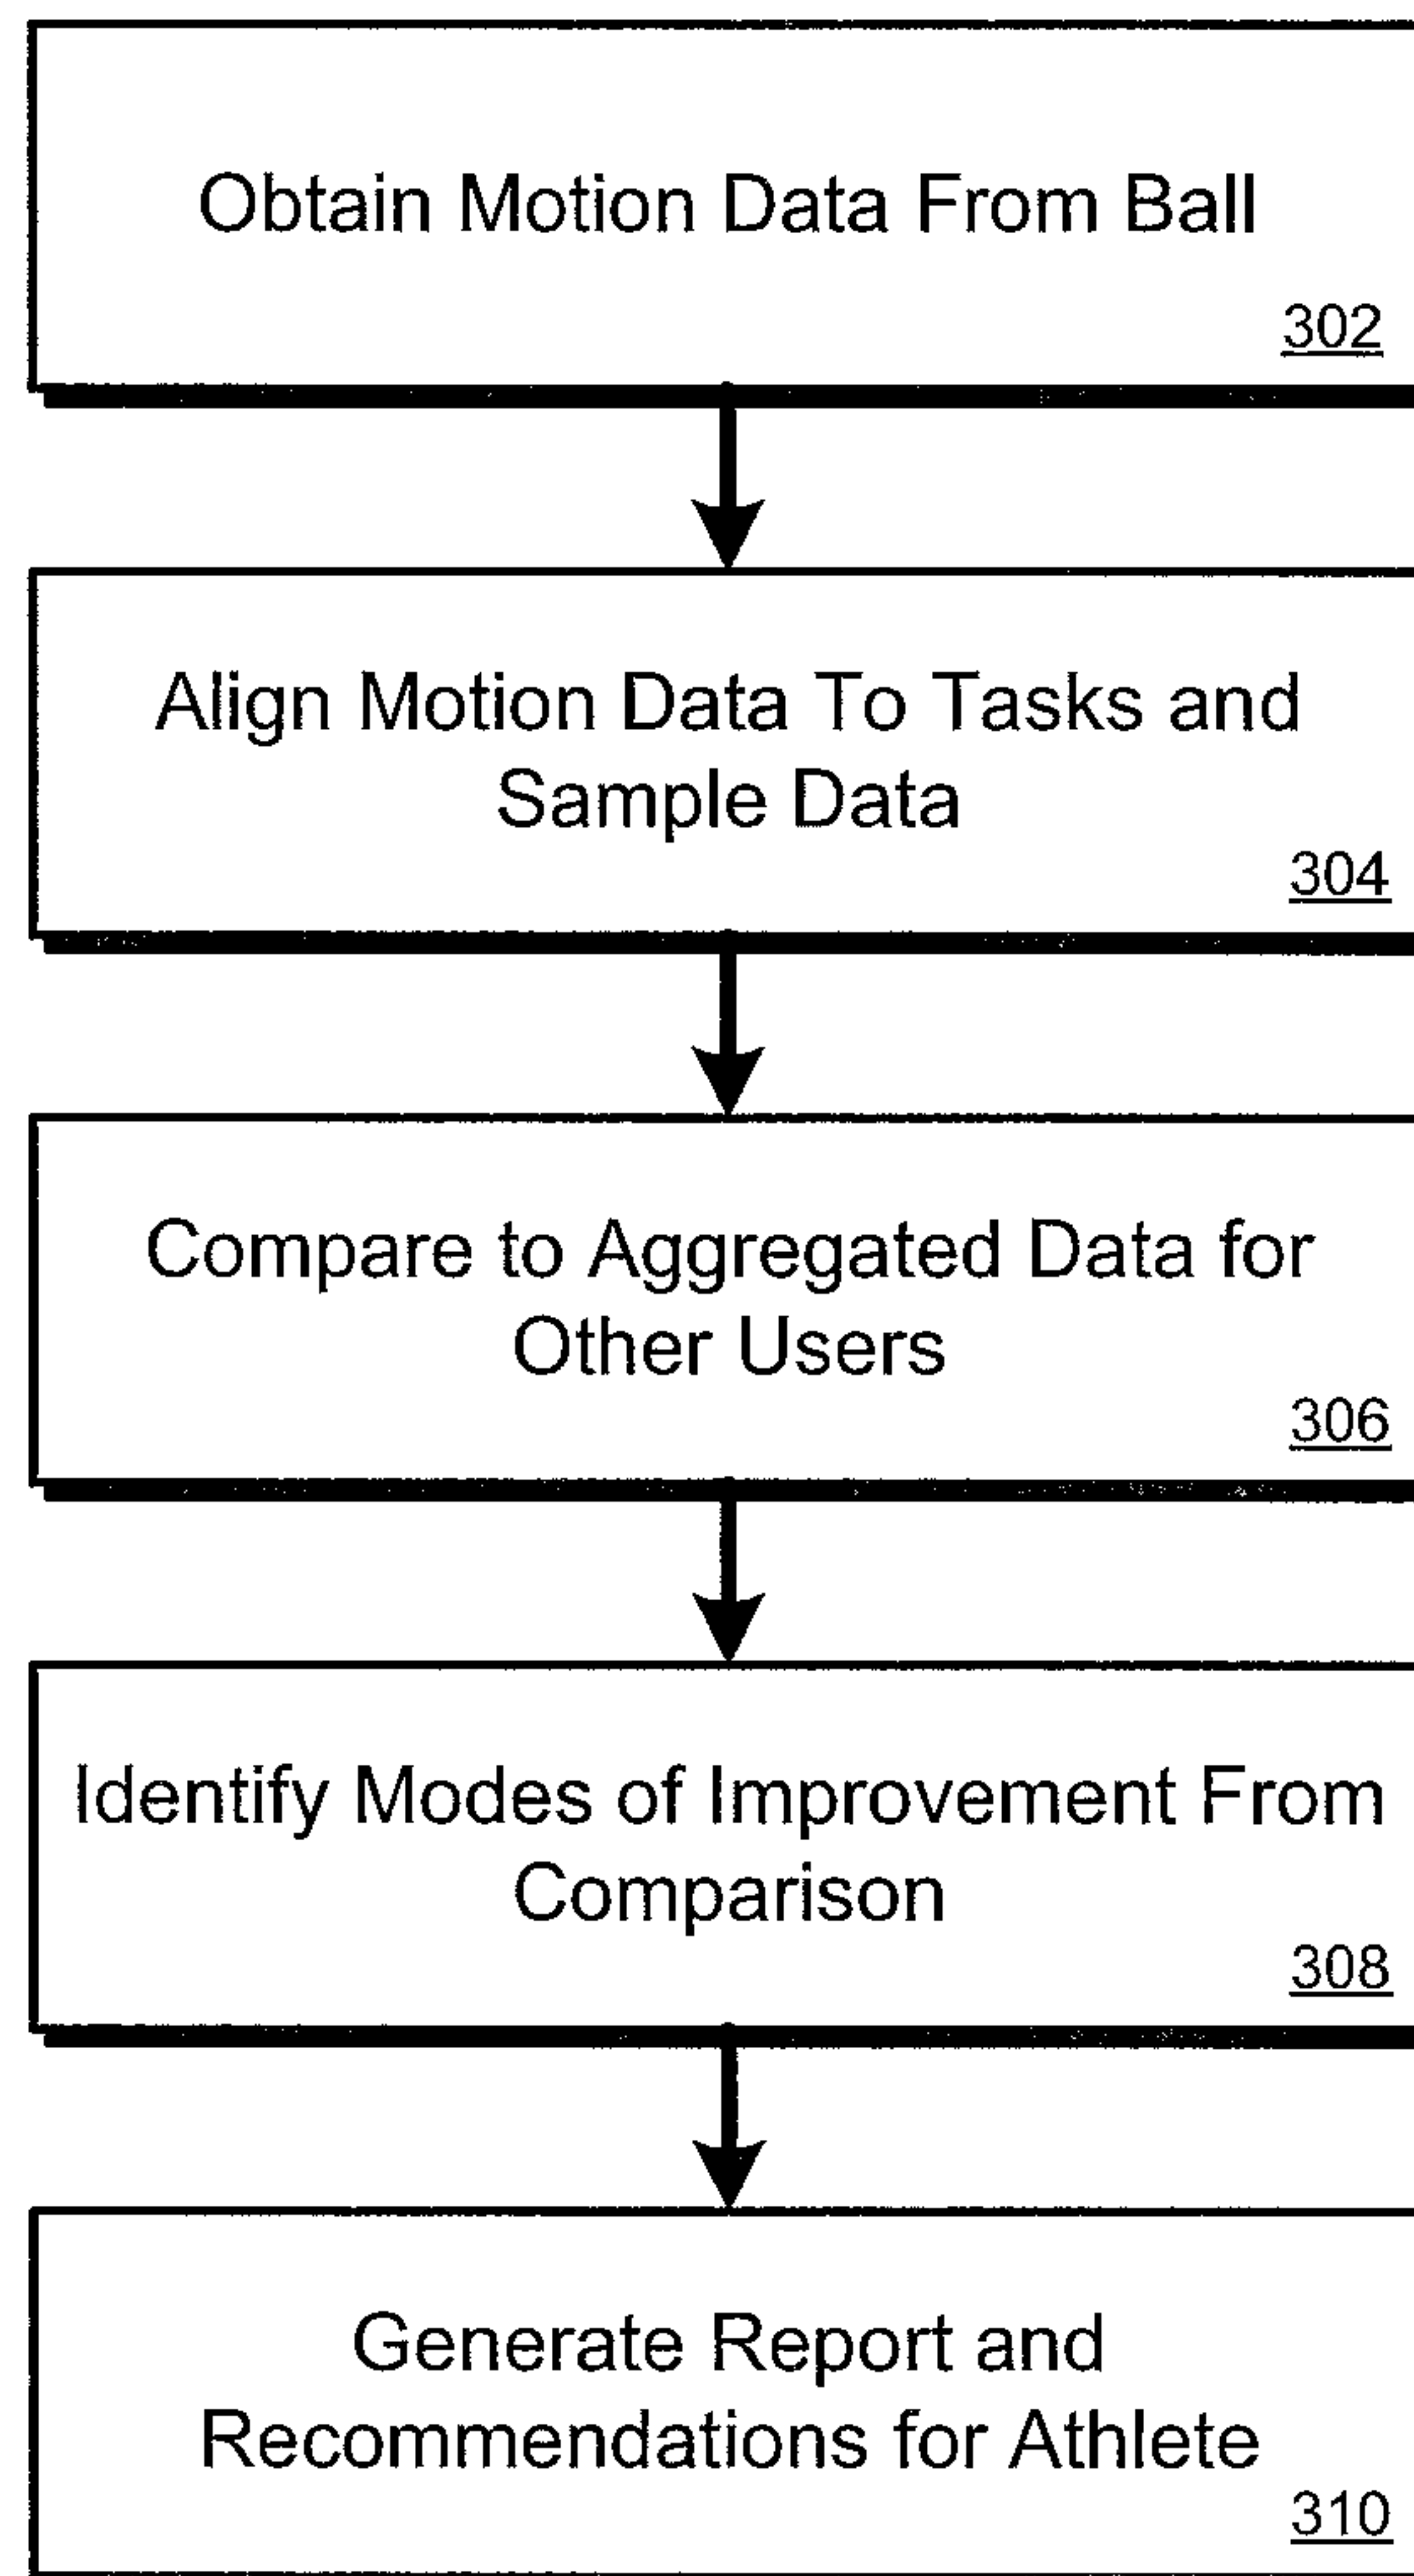 Obtain Motion Data From Ball
302
Align Motion Data To Tasks and
Sample Data
304
Compare to Aggregated Data for
Other Users
306
Identify Modes of Improvement From
Comparison
308
Generate Report and
Recommendations for Athlete
310